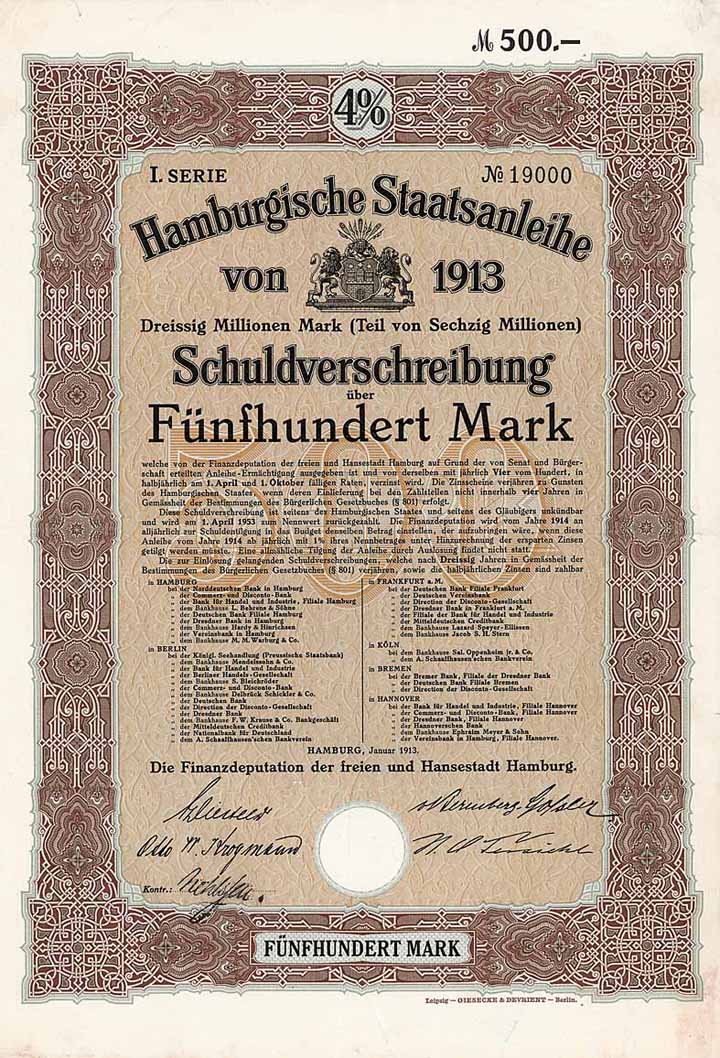 ℳ 500.—
4%
I. SERIE
№ 19000
Hamburgische Staatsanleihe
von 1913
Dreissig Millionen Mark (Teil von Sechzig Millionen)
Schuldverschreibung
über
Fünfhundert Mark
500
welche von der Finanzdeputation der freien und Hansestadt Hamburg auf Grund der von Senat und Bürger-
schaft erteilten Anleihe-Ermächtigung ausgegeben ist und von derselben mit jährlich Vier vom Hundert, in
halbjährlich am 1. April und 1. Oktober fälligen Raten, verzinst wird. Die Zinsscheine verjähren zu Gunsten
des Hamburgischen Staates, wenn deren Einlieferung bei den Zahlstellen nicht innerhalb vier Jahren in
Gemässheit der Bestimmungen des Bürgerlichen Gesetzbuches (§ 801) erfolgt.
Diese Schuldverschreibung ist seitens des Hamburgischen Staates und seitens des Gläubigers unkündbar
und wird am 1. April 1953 zum Nennwert zurückgezahlt. Die Finanzdeputation wird vom Jahre 1914 an
alljährlich zur Schuldentilgung in das Budget denselben Betrag einstellen, der aufzubringen wäre, wenn diese
Anleihe vom Jahre 1914 ab jährlich mit 1% ihres Nennbetrages unter Hinzurechnung der ersparten Zinsen
getilgt werden müsste. Eine allmähliche Tilgung der Anleihe durch Auslosung findet nicht statt.
Die zur Einlösung gelangenden Schuldverschreibungen, welche nach Dreissig Jahren in Gemässheit der
Bestimmungen des Bürgerlichen Gesetzbuches (§ 801) verjähren, sowie die halbjährlichen Zinsen sind zahlbar
in HAMBURG
bei der Norddeutschen Bank in Hamburg
„ der Commerz- und Disconto-Bank
„ der Bank für Handel und Industrie, Filiale Hamburg
„ dem Bankhause L. Behrens & Söhne
„ der Deutschen Bank Filiale Hamburg
„ der Dresdner Bank in Hamburg
„ dem Bankhause Hardy & Hinrichsen
„ der Vereinsbank in Hamburg
„ dem Bankhause M. M. Warburg & Co.
in BERLIN
bei der Königl. Seehandlung (Preussische Staatsbank)
„ dem Bankhause Mendelssohn & Co.
„ der Bank für Handel und Industrie
„ der Berliner Handels-Gesellschaft
„ dem Bankhause S. Bleichröder
„ der Commerz- und Disconto-Bank
„ dem Bankhause Delbrück Schickler & Co.
„ der Deutschen Bank
„ der Direction der Disconto-Gesellschaft
„ der Dresdner Bank
„ dem Bankhause F. W. Krause & Co. Bankgeschäft
„ der Mitteldeutschen Creditbank
„ der Nationalbank für Deutschland
„ dem A. Schaaffhausen'schen Bankverein
in FRANKFURT a. M.
bei der Deutschen Bank Filiale Frankfurt
„ der Deutschen Vereinsbank
„ der Direction der Disconto-Gesellschaft
„ der Dresdner Bank in Frankfurt a. M.
„ der Filiale der Bank für Handel und Industrie
„ der Mitteldeutschen Creditbank
„ dem Bankhause Lazard Speyer-Ellissen
„ dem Bankhause Jacob S. H. Stern
in KÖLN
bei dem Bankhause Sal. Oppenheim jr. & Co.
„ dem A. Schaaffhausen'schen Bankverein
in BREMEN
bei der Bremer Bank, Filiale der Dresdner Bank
„ der Deutschen Bank Filiale Bremen
„ der Direction der Disconto-Gesellschaft
in HANNOVER
bei der Bank für Handel und Industrie, Filiale Hannover
„ der Commerz- und Disconto-Bank, Filiale Hannover
„ der Dresdner Bank, Filiale Hannover
„ der Hannoverschen Bank
„ dem Bankhause Ephraim Meyer & Sohn
„ der Vereinsbank in Hamburg, Filiale Hannover.
HAMBURG, Januar 1913.
Die Finanzdeputation der freien und Hansestadt Hamburg.
Otto W. Krogmann
Kontr.:
FÜNFHUNDERT MARK
Leipzig — GIESECKE & DEVRIENT — Berlin.